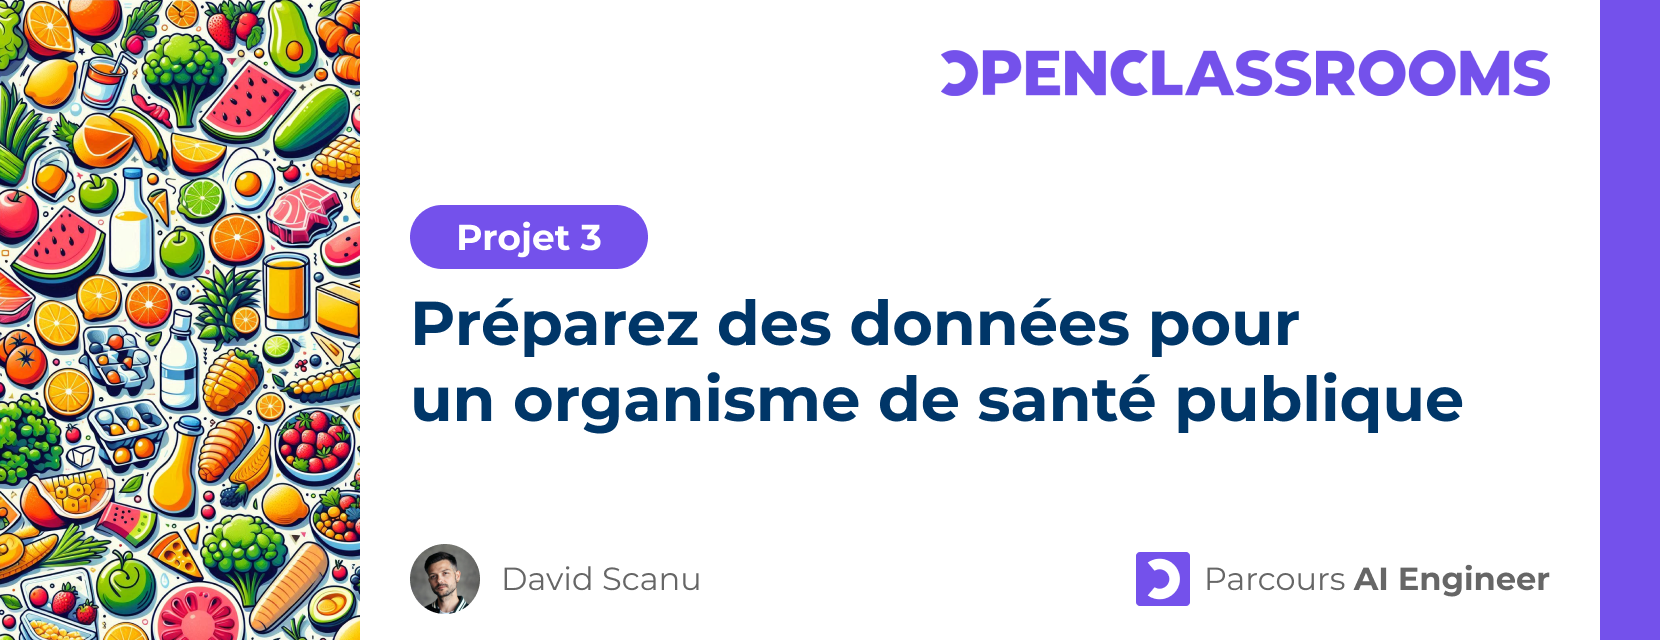 OPENCLASSROOMS
Projet 3
Préparez des données pour
un organisme de santé publique
David Scanu
Parcours AI Engineer